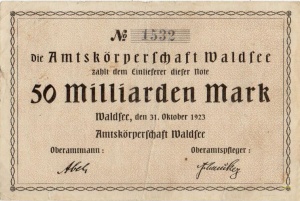 № 1532
Die Amtskörperschaft Waldsee
zahlt dem Einlieferer dieser Note
50 Milliarden Mark
Waldsee, den 31. Oktober 1923
Amtskörperschaft Waldsee
Oberamtmann: Oberamtspfleger: